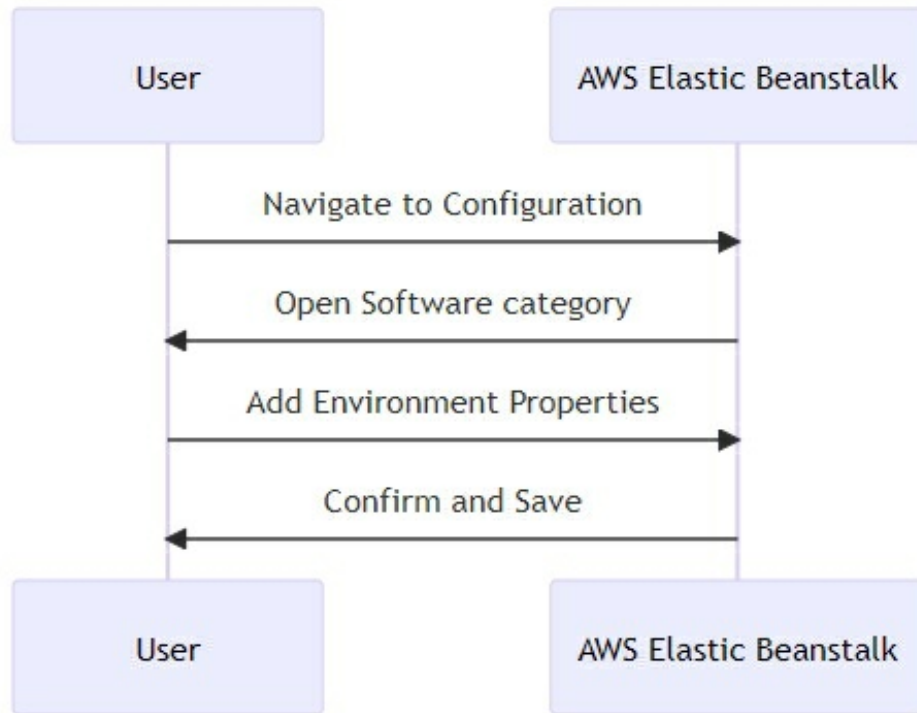 User
AWS Elastic Beanstalk
Navigate to Configuration
Open Software category
Add Environment Properties
Confirm and Save
User
AWS Elastic Beanstalk